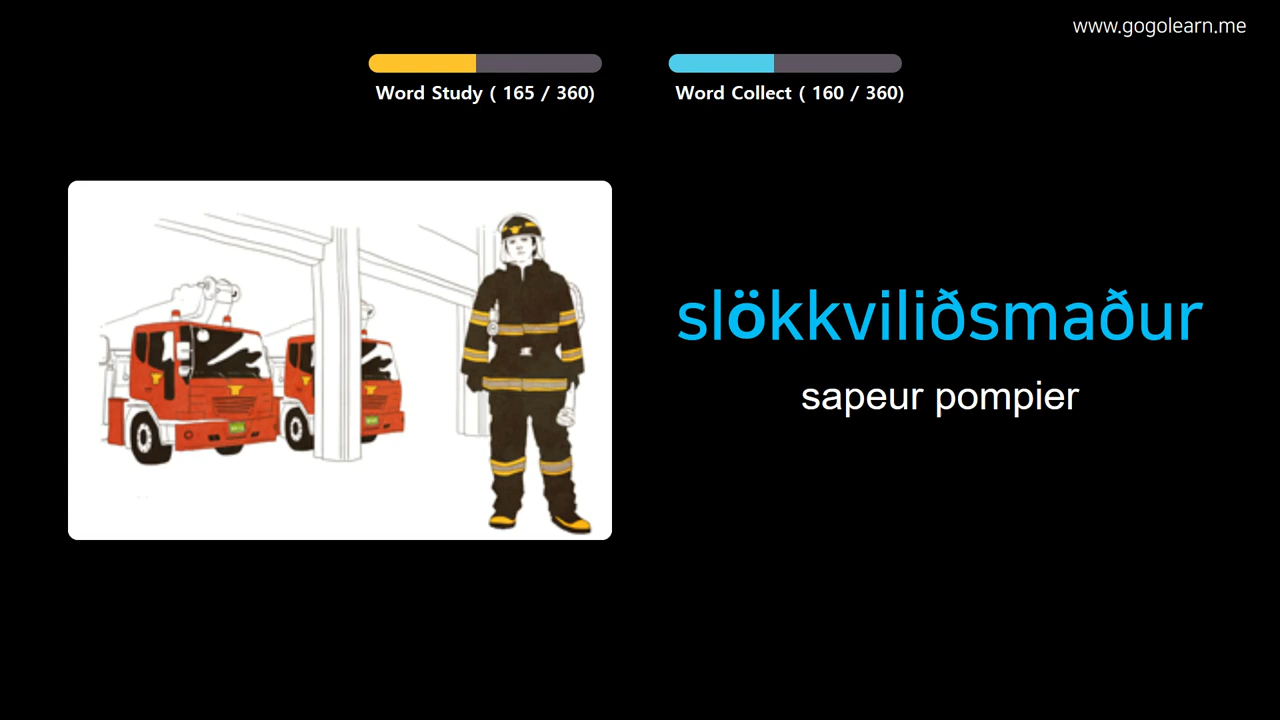 www.gogolearn.me
Word Study ( 165 / 360)
Word Collect ( 160 / 360)
slökkviliðsmaður
sapeur pompier